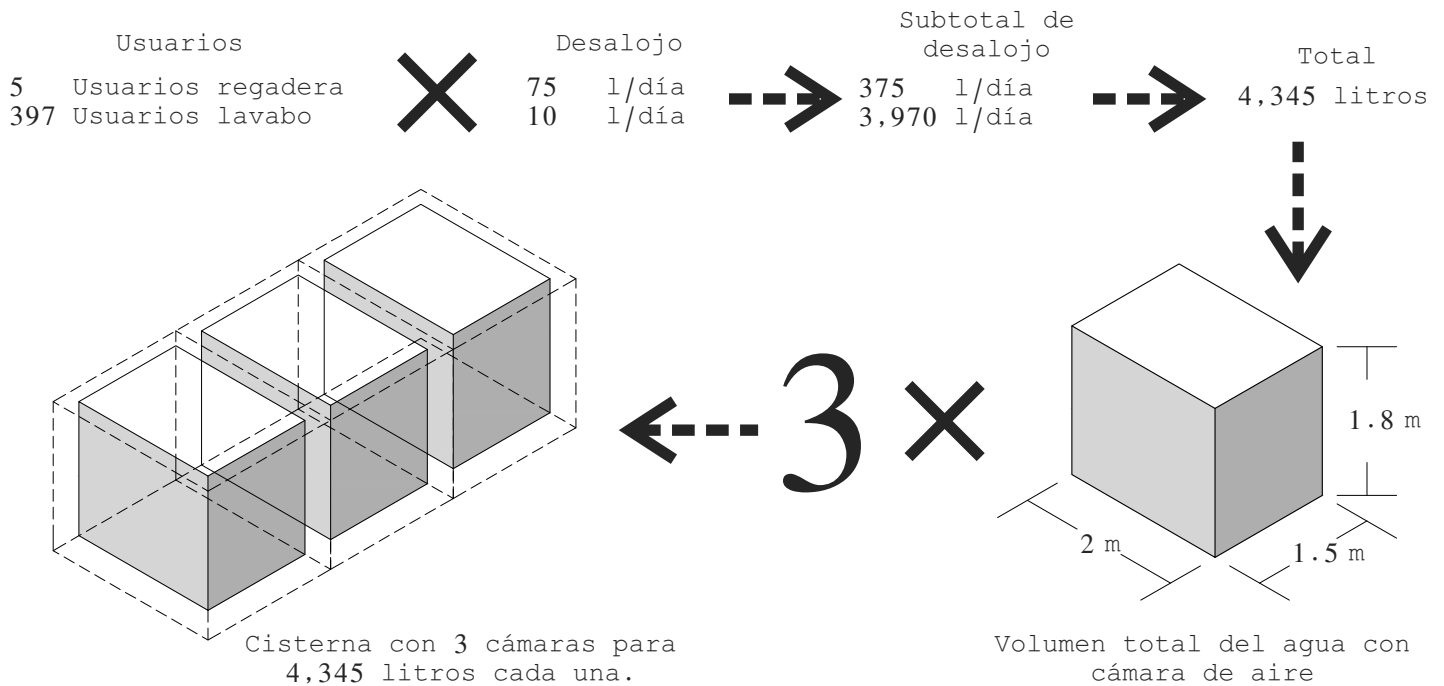 Usuarios
5 Usuarios regadera
397 Usuarios lavabo
Desalojo
75 l/día
10 l/día
Subtotal de
desalojo
375 l/día
3,970 l/día
Total
4,345 litros
3
1.8 m
2 m
1.5 m
Cisterna con 3 cámaras para
4,345 litros cada una.
Volumen total del agua con
cámara de aire